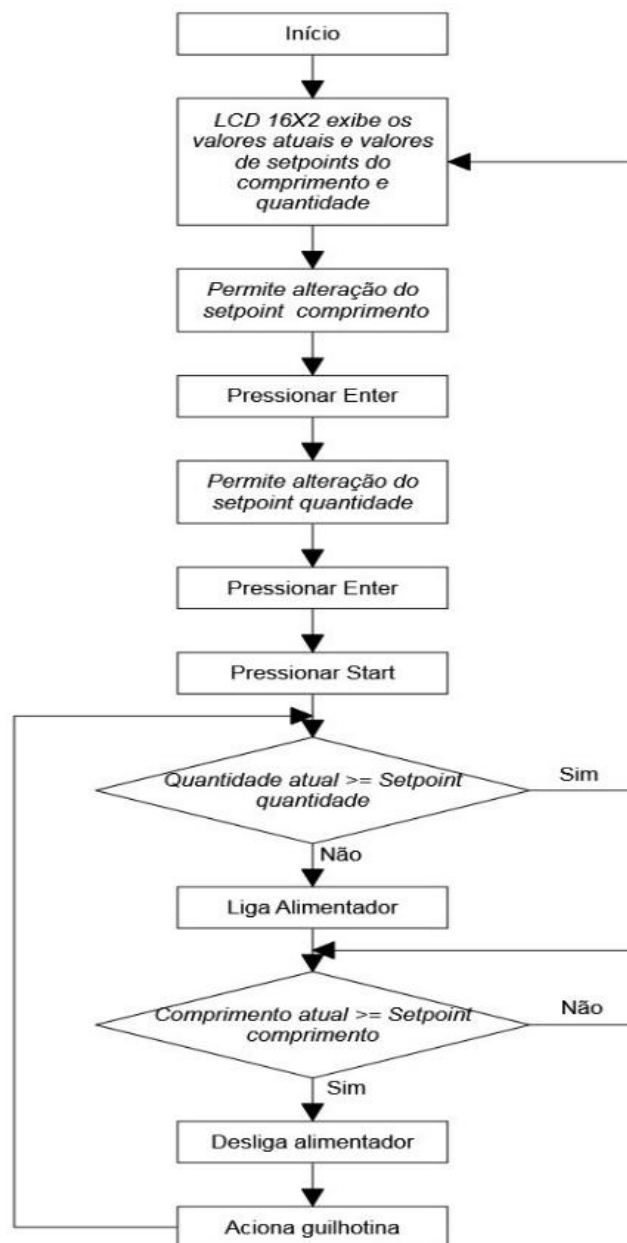 Início
LCD 16X2 exibe os
valores atuais e valores
de setpoints do
comprimento e
quantidade
Permite alteração do
setpoint comprimento
Pressionar Enter
Permite alteração do
setpoint quantidade
Pressionar Enter
Pressionar Start
Quantidade atual >= Setpoint
quantidade
Sim
Não
Liga Alimentador
Comprimento atual >= Setpoint
comprimento
Não
Sim
Desliga alimentador
Aciona guilhotina